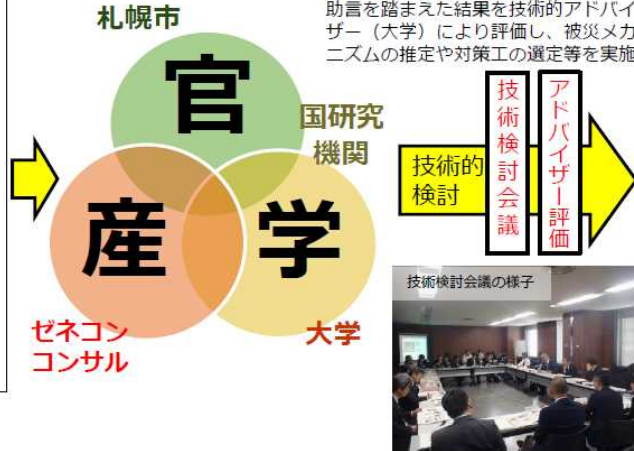 助言を踏まえた結果を技術的アドバイ
ザー（大学）により評価し、被災メカ
ニズムの推定や対策工の選定等を実施
札幌市
官
国研究
機関
産
学
ゼネコン
コンサル
大学
技術的
検討
技術検討会議
アドバイザー評価
技術検討会議の様子